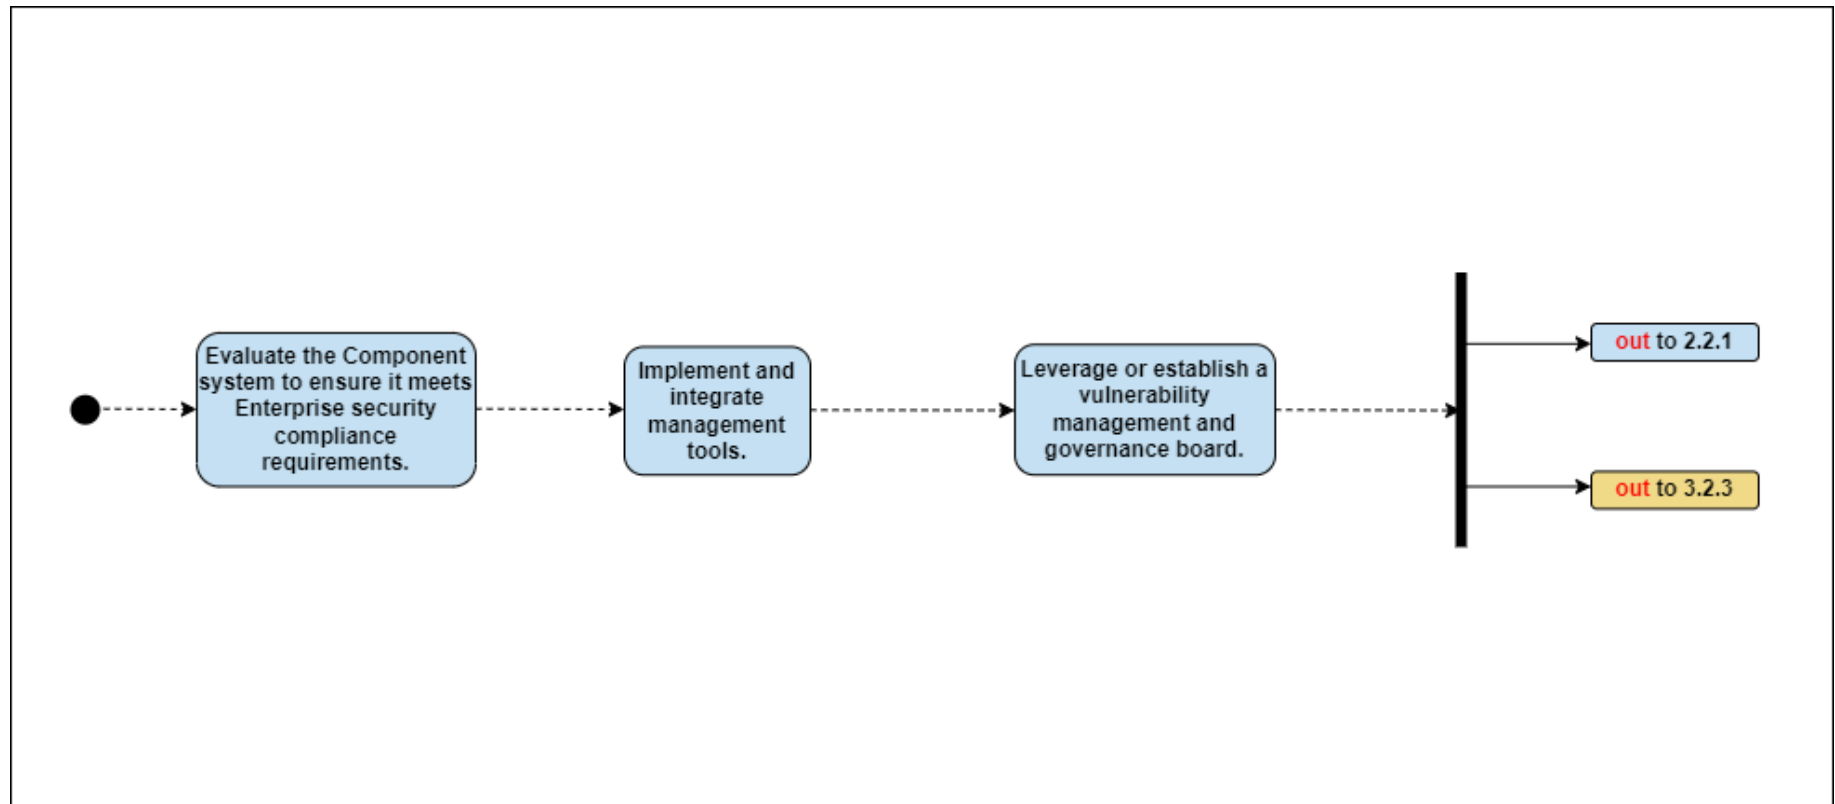 Evaluate the Component
system to ensure it meets
Enterprise security
compliance
requirements.
Implement and
integrate
management
tools.
Leverage or establish a
vulnerability
management and
governance board.
out to 2.2.1
out to 3.2.3